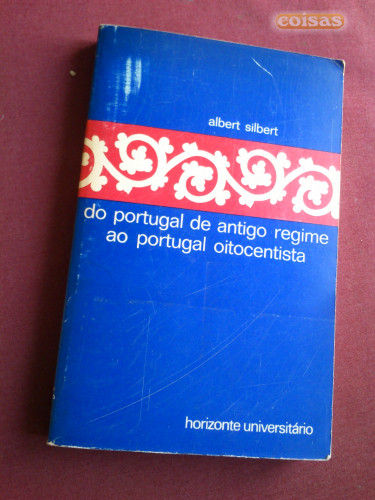 coisas
albert silbert
do portugal de antigo regime
ao portugal oitocentista
horizonte universitário